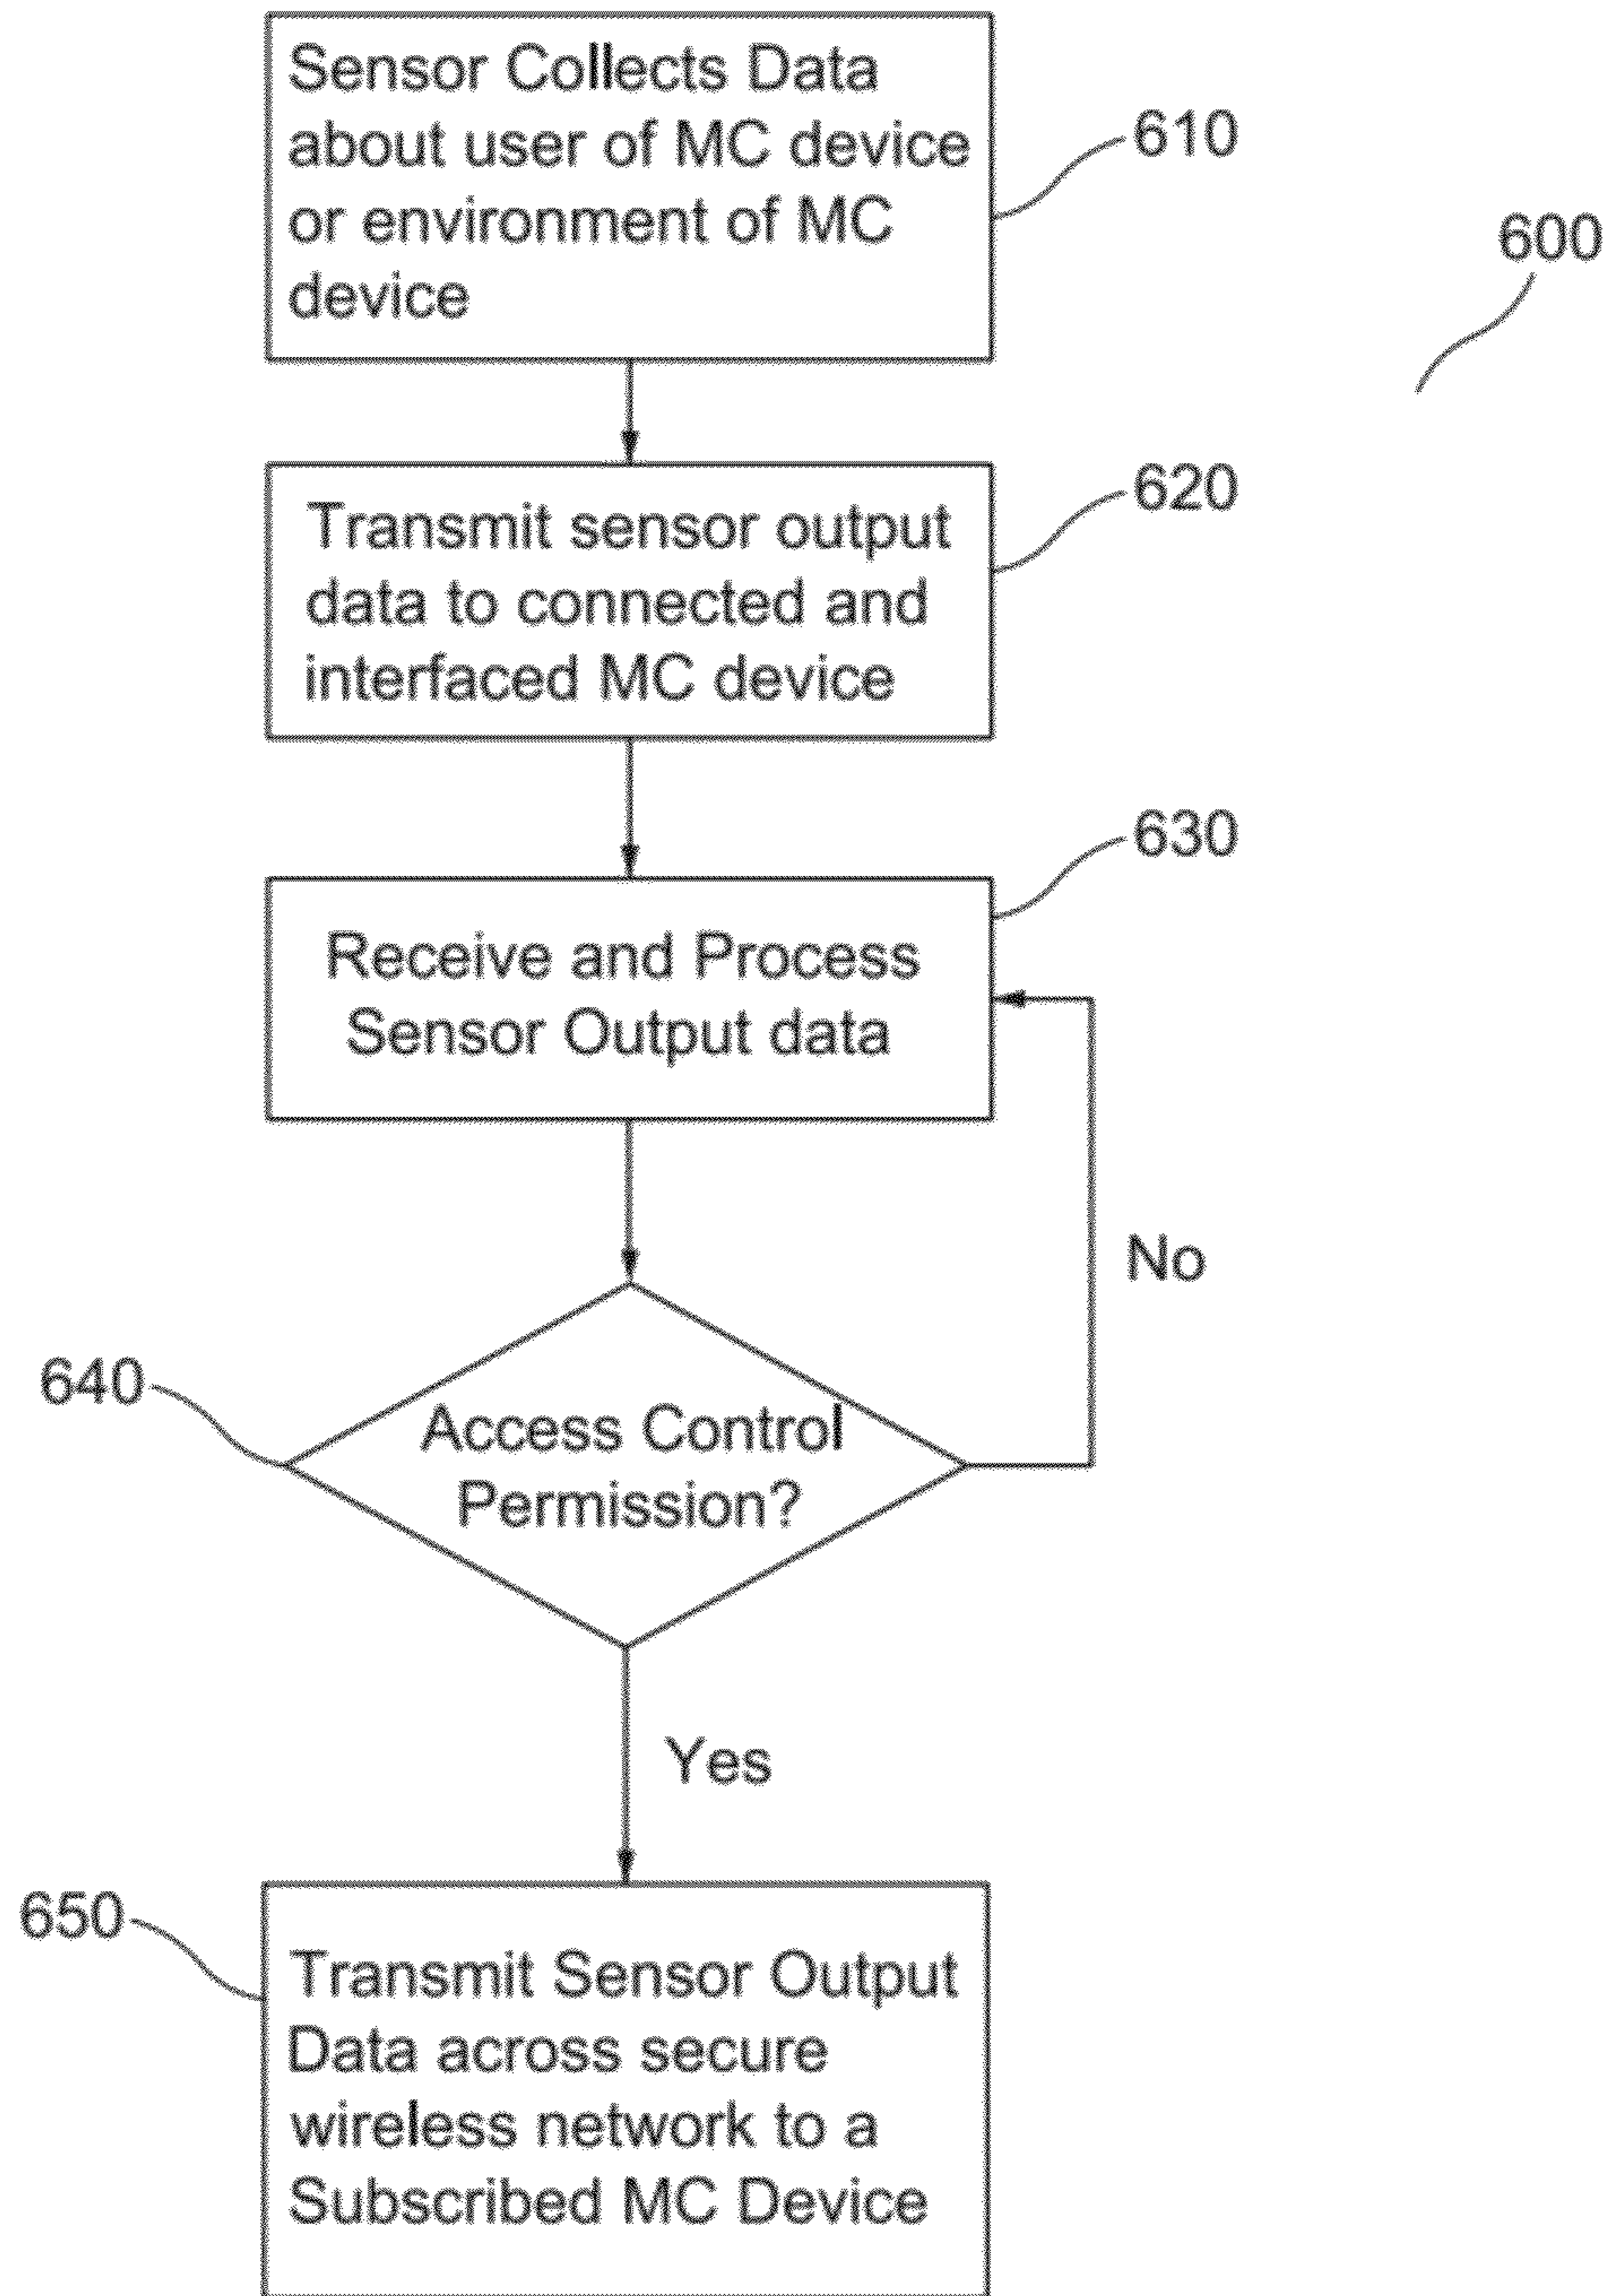 Sensor Collects Data
about user of MC device
or environment of MC
device
610
600
Transmit sensor output
data to connected and
interfaced MC device
620
630
Receive and Process
Sensor Output data
No
640
Access Control
Permission?
Yes
650
Transmit Sensor Output
Data across secure
wireless network to a
Subscribed MC Device